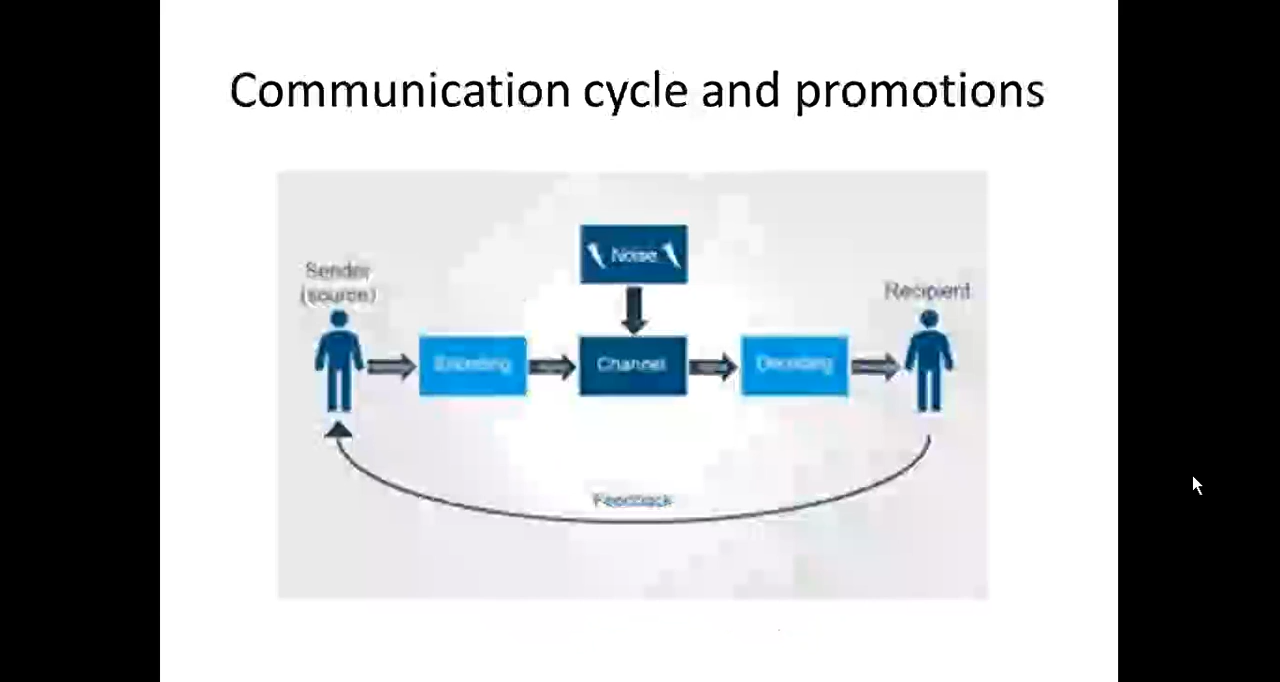 Communication cycle and promotions
Noise
Sender
(source)
Recipient
Encoding
Channel
Decoding
Feedback